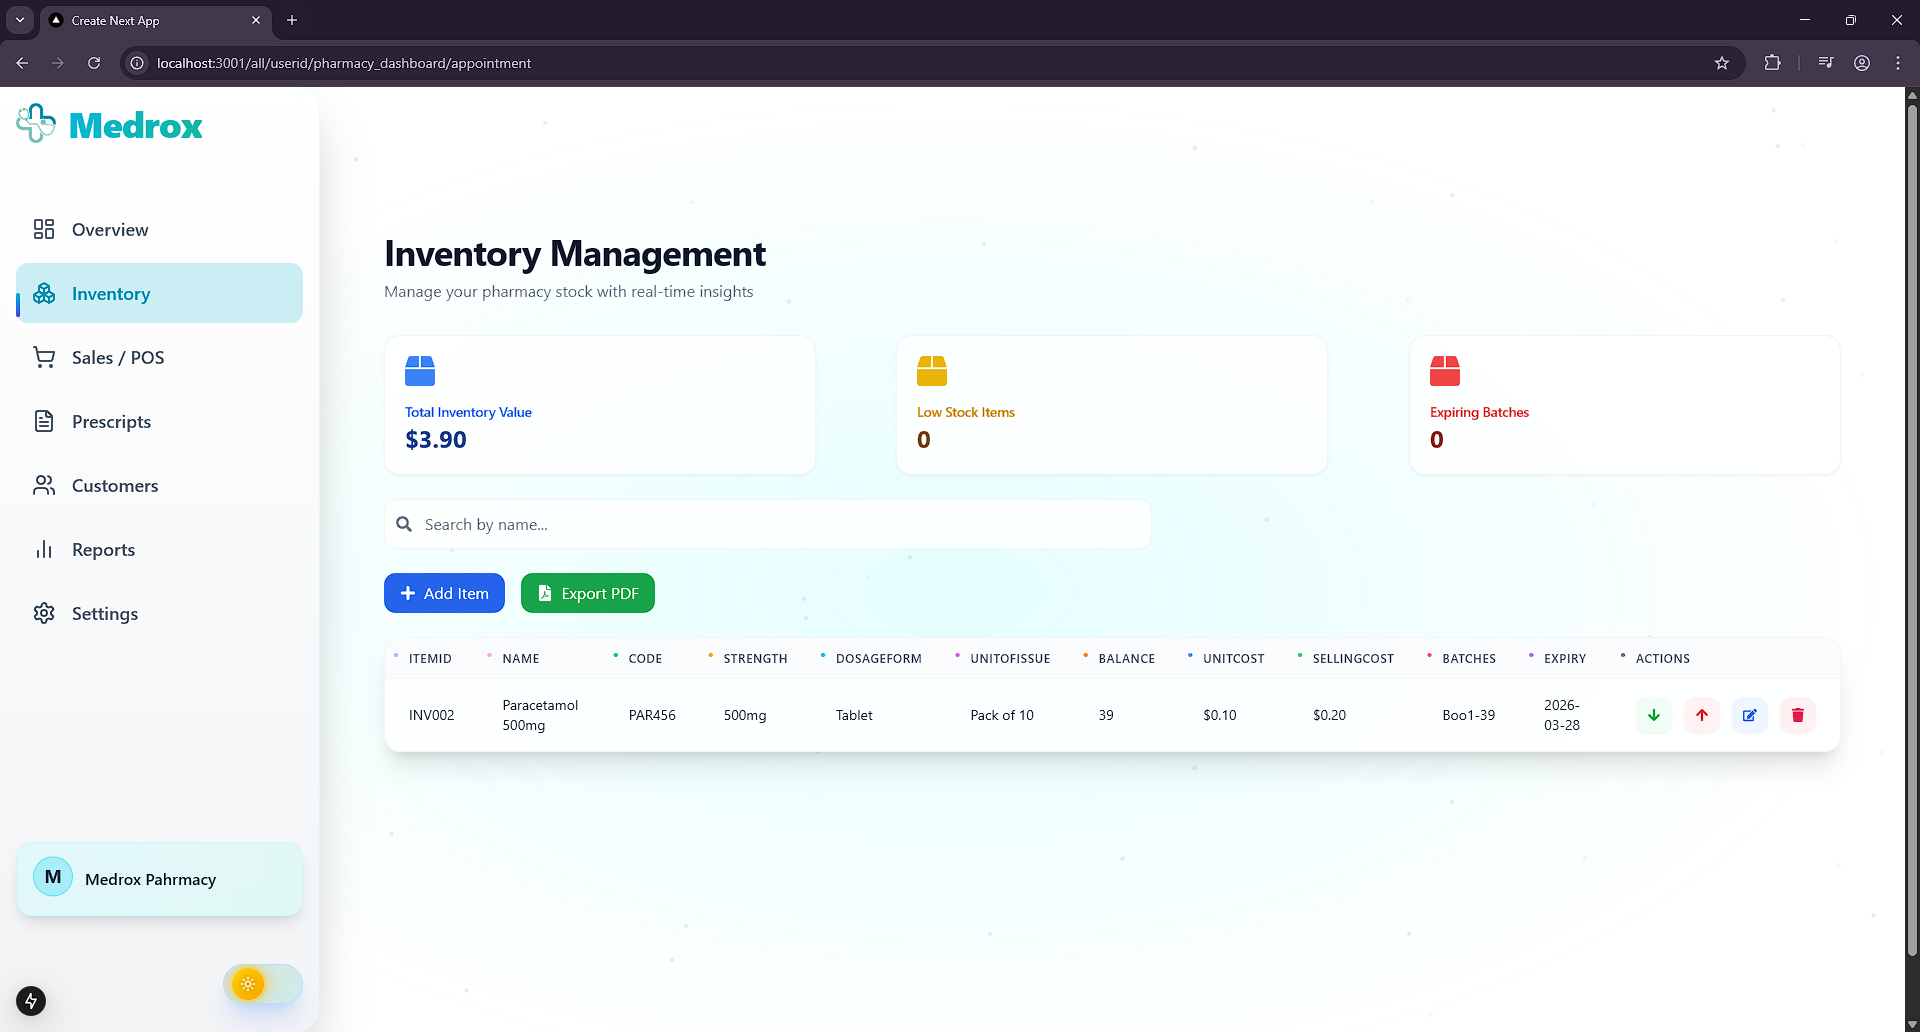 Create Next App
localhost:3001/all/userid/pharmacy_dashboard/appointment
Medrox
Overview
Inventory
Sales / POS
Prescripts
Customers
Reports
Settings
M
Medrox Pahrmacy
Inventory Management
Manage your pharmacy stock with real-time insights
Total Inventory Value
$3.90
Low Stock Items
0
Expiring Batches
0
Search by name...
Add Item
Export PDF
ITEMID NAME CODE STRENGTH DOSAGEFORM UNITOFISSUE BALANCE UNITCOST SELLINGCOST BATCHES EXPIRY ACTIONS
INV002 Paracetamol 500mg PAR456 500mg Tablet Pack of 10 39 $0.10 $0.20 Boo1-39 2026-03-28